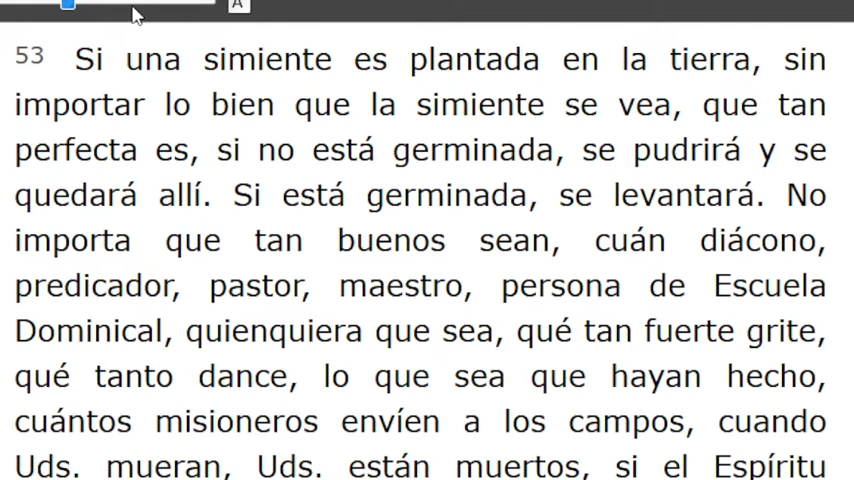 A
53 Si una simiente es plantada en la tierra, sin
importar lo bien que la simiente se vea, que tan
perfecta es, si no está germinada, se pudrirá y se
quedará allí. Si está germinada, se levantará. No
importa que tan buenos sean, cuán diácono,
predicador, pastor, maestro, persona de Escuela
Dominical, quienquiera que sea, qué tan fuerte grite,
qué tanto dance, lo que sea que hayan hecho,
cuántos misioneros envíen a los campos, cuando
Uds. mueran, Uds. están muertos, si el Espíritu